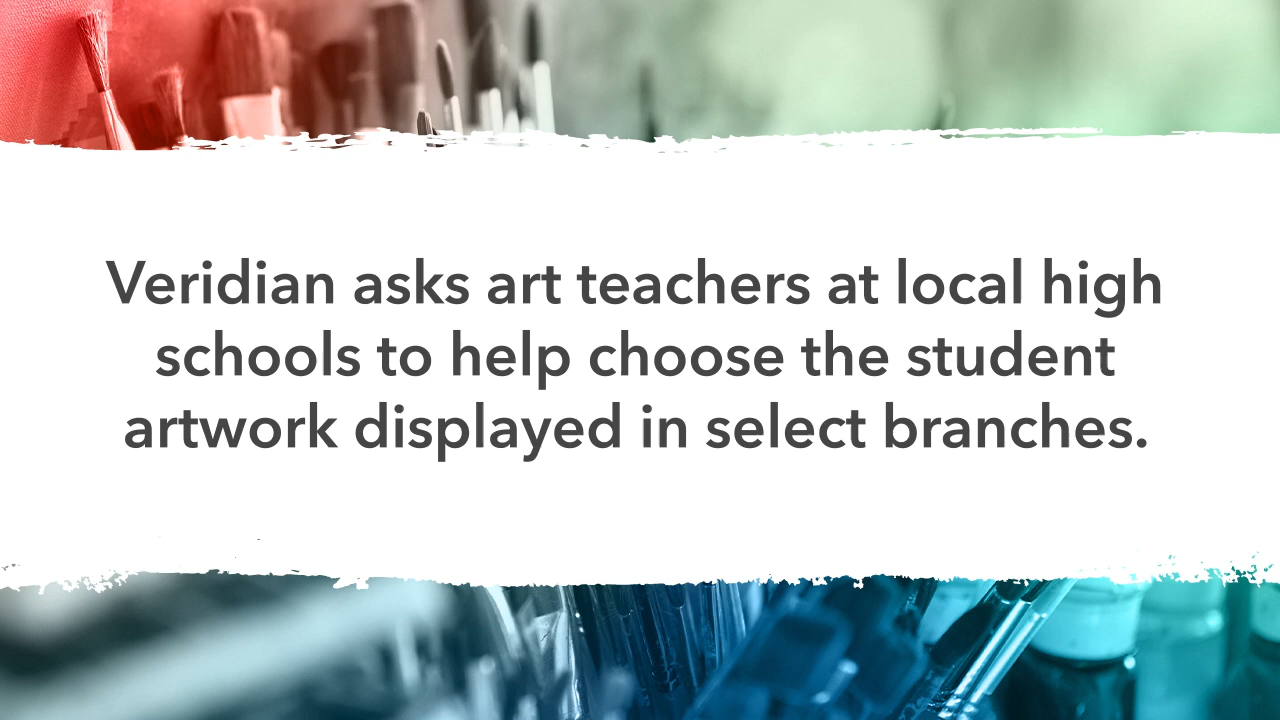 Veridian asks art teachers at local high
schools to help choose the student
artwork displayed in select branches.